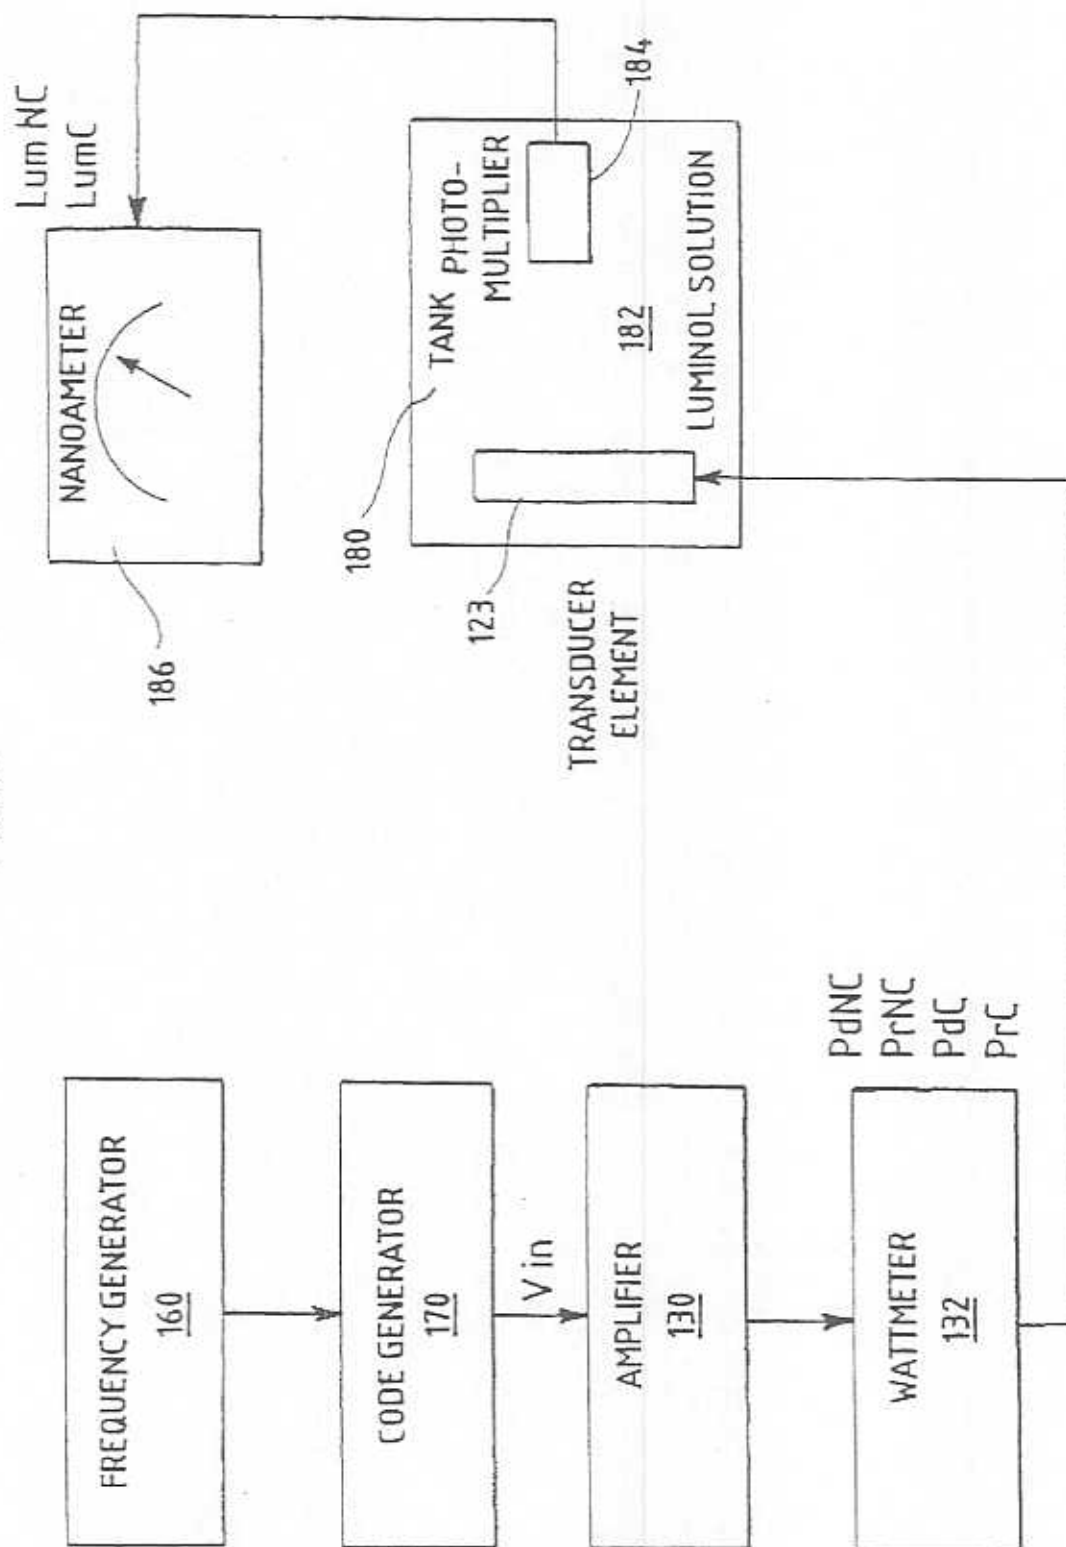 FREQUENCY GENERATOR
160
CODE GENERATOR
170
V in
AMPLIFIER
130
WATTMETER
132
PdNC
PrNC
PdC
PrC
Lum NC
LumC
NANOAMETER
186
180
TANK
PHOTO-
MULTIPLIER
184
182
LUMINOL SOLUTION
123
TRANSDUCER
ELEMENT